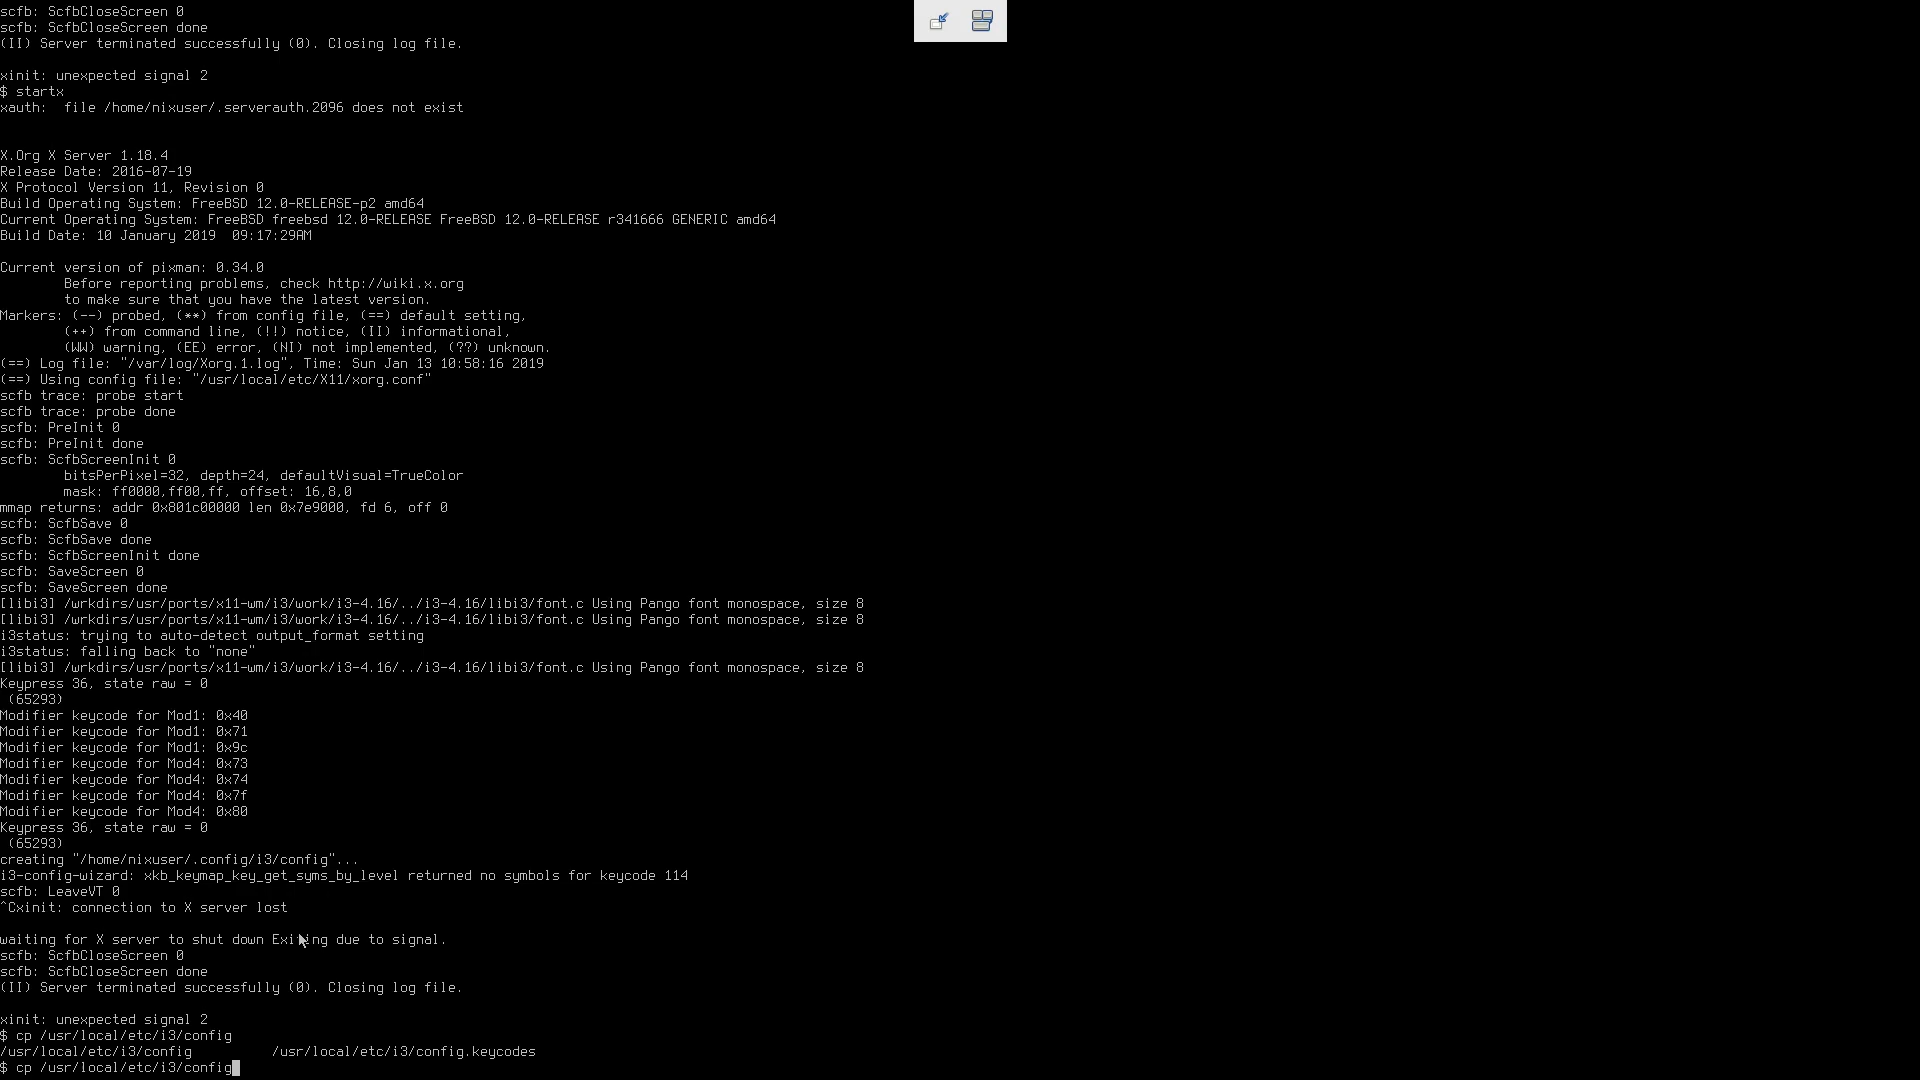 scfb: ScfbCloseScreen 0
scfb: ScfbCloseScreen done
(II) Server terminated successfully (0). Closing log file.
xinit: unexpected signal 2
$ startx
xauth:  file /home/nixuser/.serverauth.2096 does not exist
X.Org X Server 1.18.4
Release Date: 2016-07-19
X Protocol Version 11, Revision 0
Build Operating System: FreeBSD 12.0-RELEASE-p2 amd64
Current Operating System: FreeBSD freebsd 12.0-RELEASE FreeBSD 12.0-RELEASE r341666 GENERIC amd64
Build Date: 10 January 2019  09:17:29AM
Current version of pixman: 0.34.0
Before reporting problems, check http://wiki.x.org
to make sure that you have the latest version.
Markers: (--) probed, (**) from config file, (==) default setting,
(++) from command line, (!!) notice, (II) informational,
(WW) warning, (EE) error, (NI) not implemented, (??) unknown.
(==) Log file: "/var/log/Xorg.1.log", Time: Sun Jan 13 10:58:16 2019
(==) Using config file: "/usr/local/etc/X11/xorg.conf"
scfb trace: probe start
scfb trace: probe done
scfb: PreInit 0
scfb: PreInit done
scfb: ScfbScreenInit 0
bitsPerPixel=32, depth=24, defaultVisual=TrueColor
mask: ff0000,ff00,ff, offset: 16,8,0
mmap returns: addr 0x801c00000 len 0x7e9000, fd 6, off 0
scfb: ScfbSave 0
scfb: ScfbSave done
scfb: ScfbScreenInit done
scfb: SaveScreen 0
scfb: SaveScreen done
[libi3] /wrkdirs/usr/ports/x11-wm/i3/work/i3-4.16/../i3-4.16/libi3/font.c Using Pango font monospace, size 8
[libi3] /wrkdirs/usr/ports/x11-wm/i3/work/i3-4.16/../i3-4.16/libi3/font.c Using Pango font monospace, size 8
i3status: trying to auto-detect output_format setting
i3status: falling back to "none"
[libi3] /wrkdirs/usr/ports/x11-wm/i3/work/i3-4.16/../i3-4.16/libi3/font.c Using Pango font monospace, size 8
Keypress 36, state raw = 0
(65293)
Modifier keycode for Mod1: 0x40
Modifier keycode for Mod1: 0x71
Modifier keycode for Mod1: 0x9c
Modifier keycode for Mod4: 0x73
Modifier keycode for Mod4: 0x74
Modifier keycode for Mod4: 0x7f
Modifier keycode for Mod4: 0x80
Keypress 36, state raw = 0
(65293)
creating "/home/nixuser/.config/i3/config"...
i3-config-wizard: xkb_keymap_key_get_syms_by_level returned no symbols for keycode 114
scfb: LeaveVT 0
^Cxinit: connection to X server lost
waiting for X server to shut down Exiting due to signal.
scfb: ScfbCloseScreen 0
scfb: ScfbCloseScreen done
(II) Server terminated successfully (0). Closing log file.
xinit: unexpected signal 2
$ cp /usr/local/etc/i3/config
/usr/local/etc/i3/config          /usr/local/etc/i3/config.keycodes
$ cp /usr/local/etc/i3/config